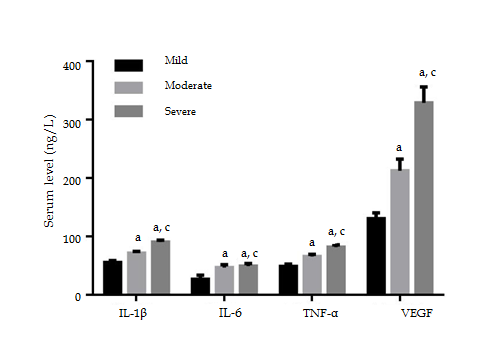 Mild
Moderate
Severe
Serum level (ng/L)
400
300
200
100
0
a
a, c
a
a, c
a
a, c
a
a, c
IL-1β
IL-6
TNF-α
VEGF